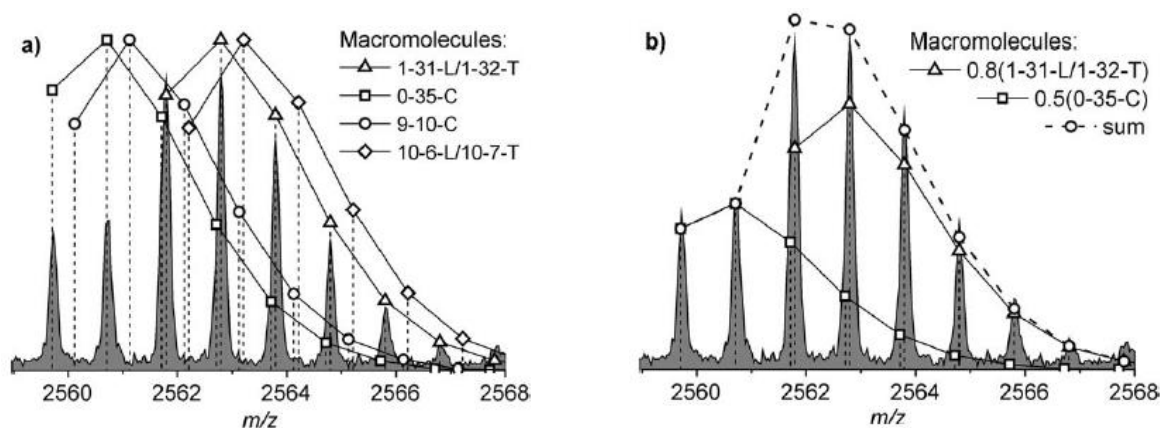 a)
Macromolecules:
1-31-L/1-32-T
0-35-C
9-10-C
10-6-L/10-7-T
2560 2562 2564 2566 2568
m/z
b)
Macromolecules:
0.8(1-31-L/1-32-T)
0.5(0-35-C)
sum
2560 2562 2564 2566 2568
m/z